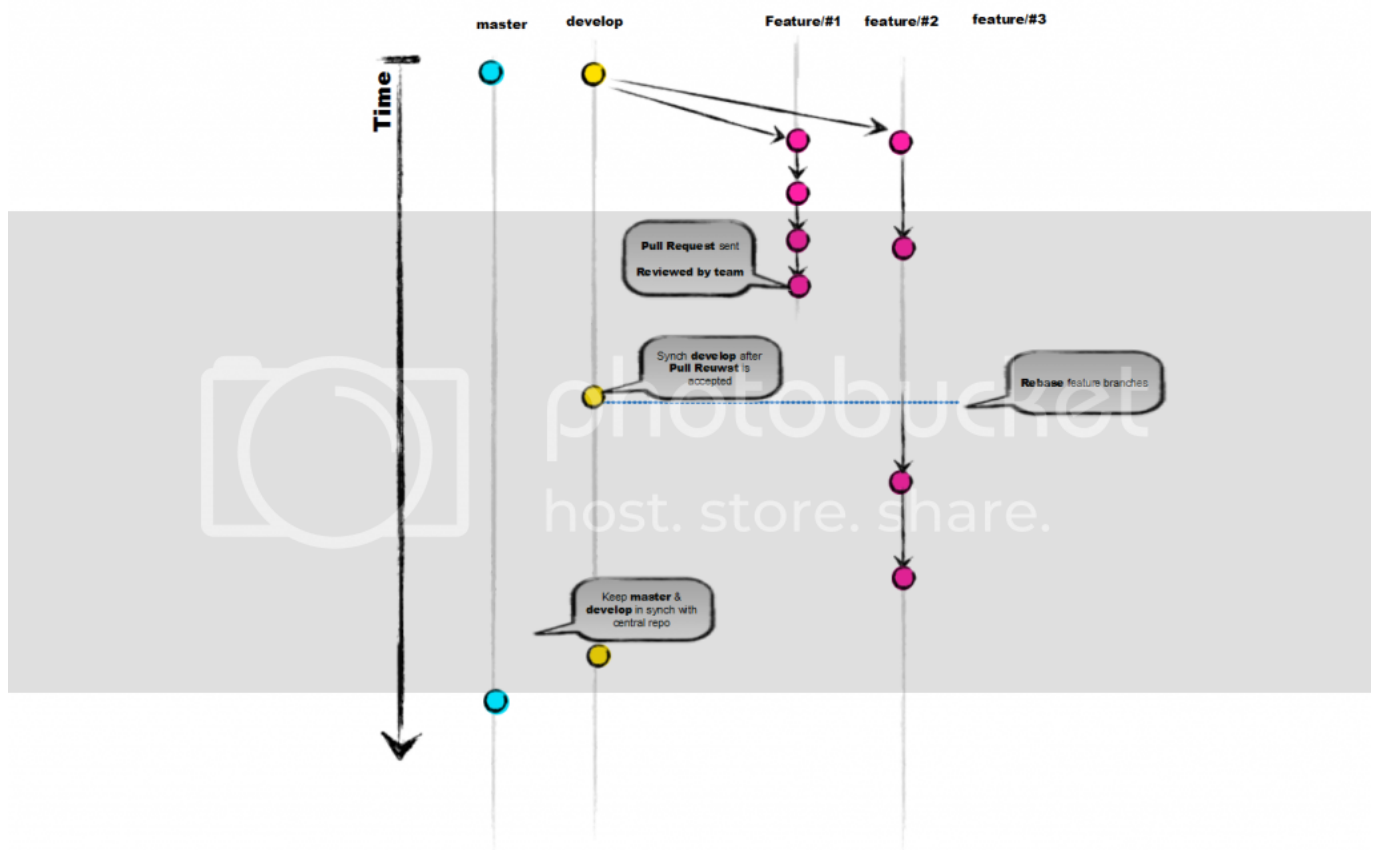 master
develop
Feature/#1
feature/#2
feature/#3
Time
Pull Request sent
Reviewed by team
Synch develop after
Pull Reuwst is
accepted
Rebase feature branches
photobucket
host. store. share.
Keep master &
develop in synch with
central repo